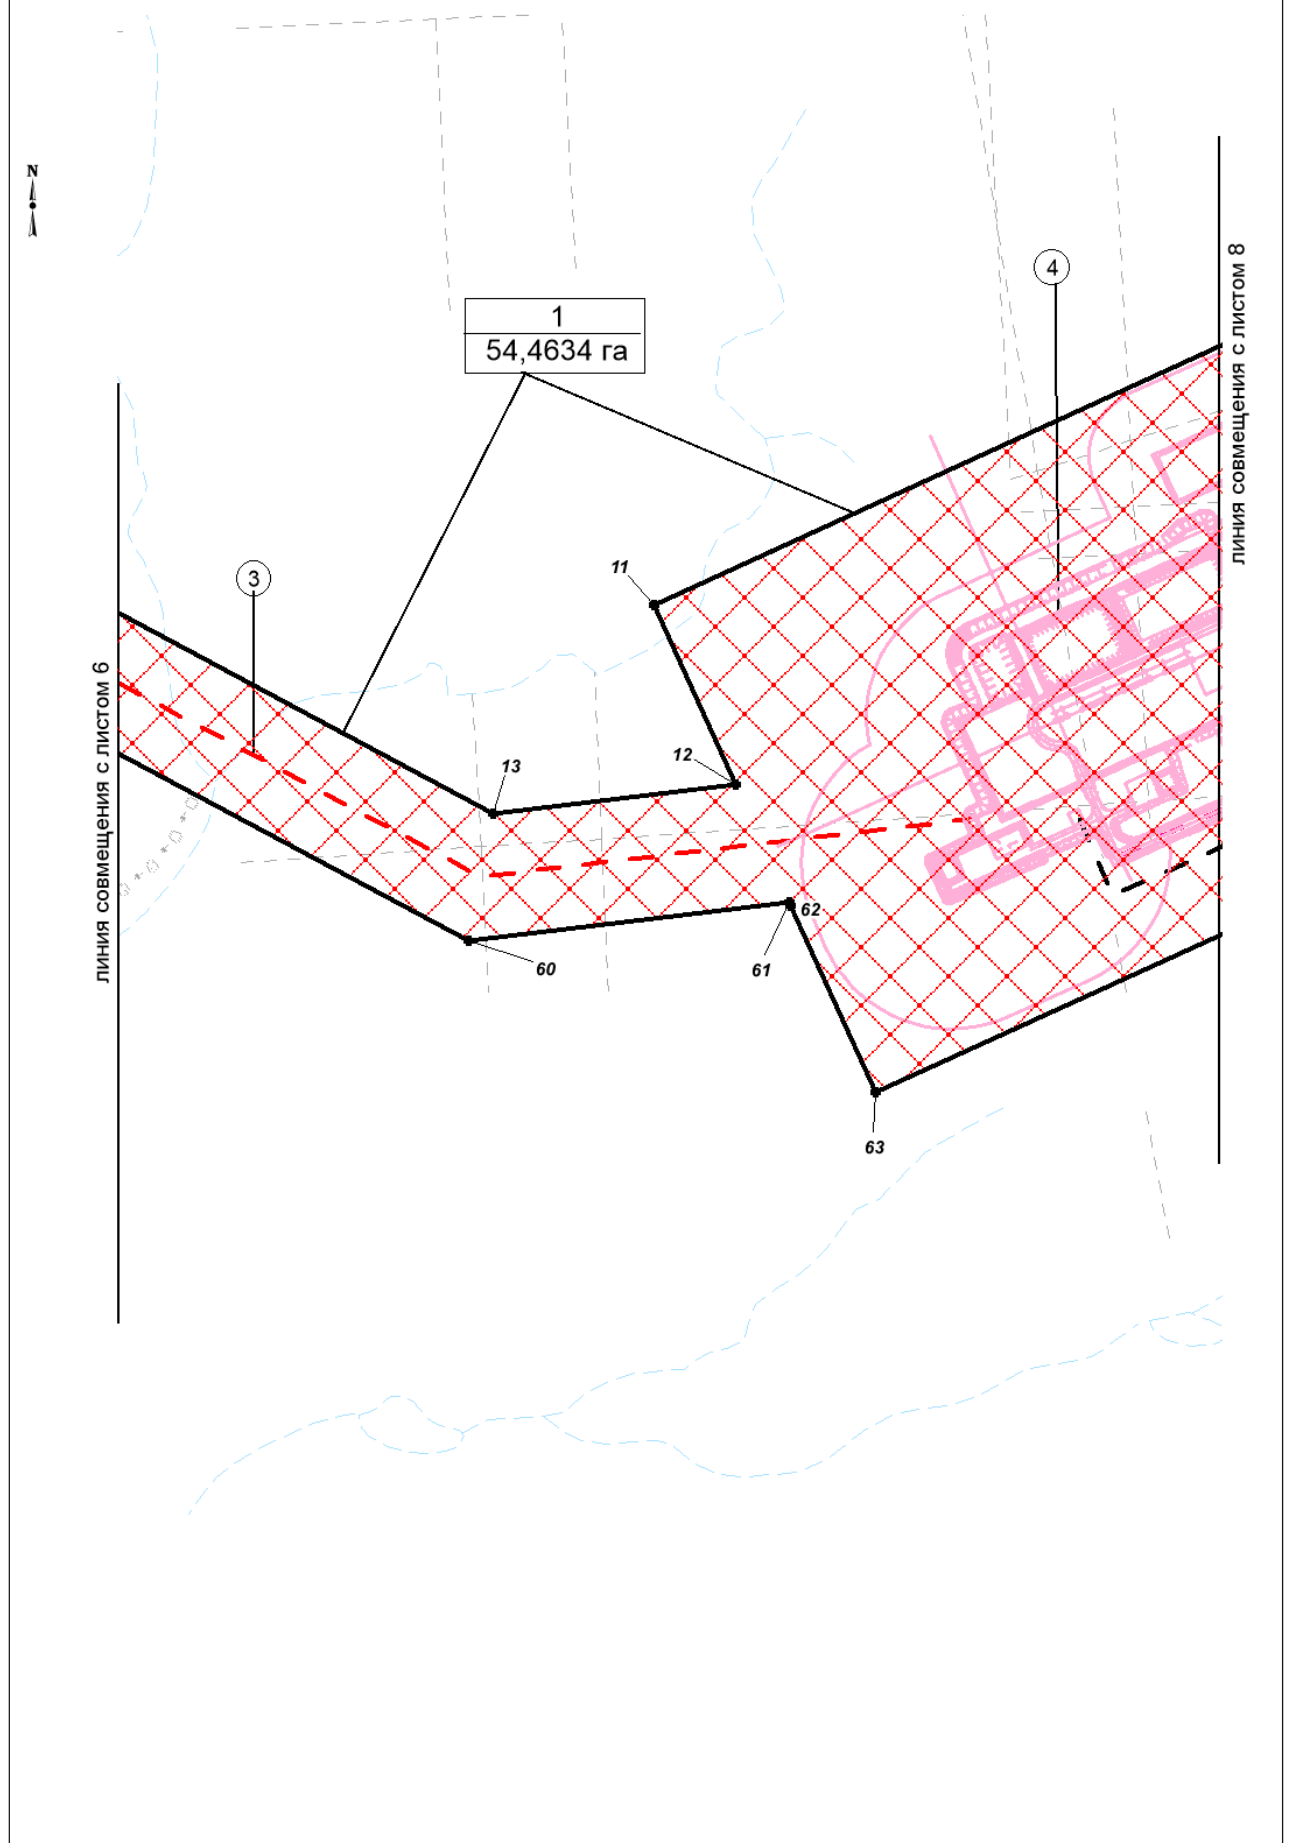 N
4
линия совмещения с листом 8
1
54,4634 га
11
3
линия совмещения с листом 6
12
13
62
61
60
63